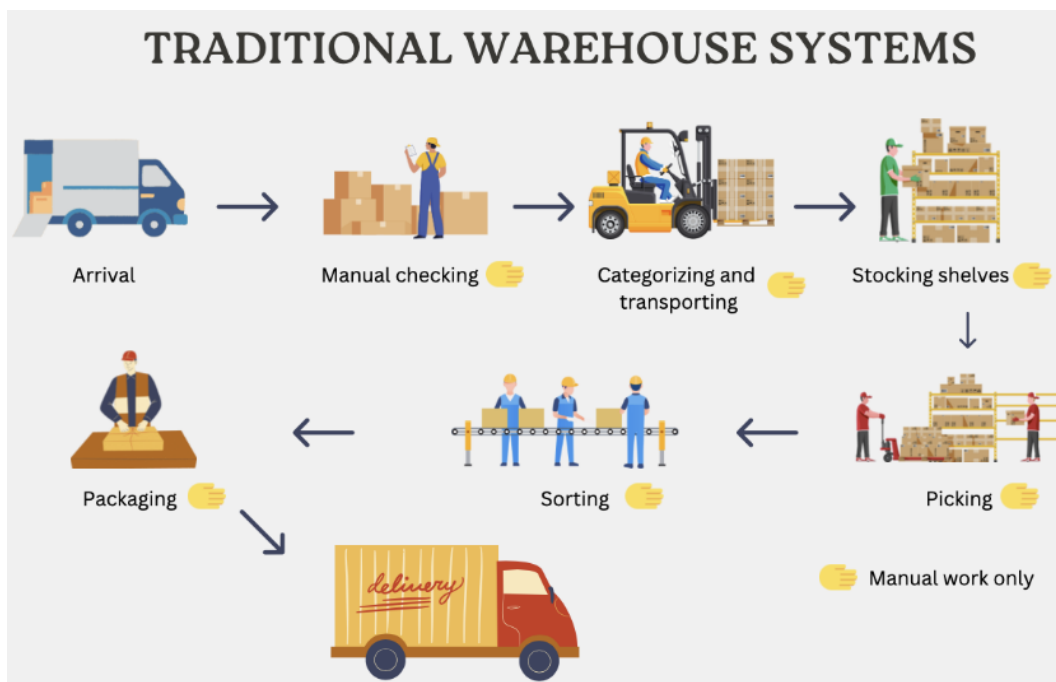 TRADITIONAL WAREHOUSE SYSTEMS
Arrival
Manual checking
Categorizing and
transporting
Stocking shelves
Picking
Sorting
Packaging
delivery
Manual work only